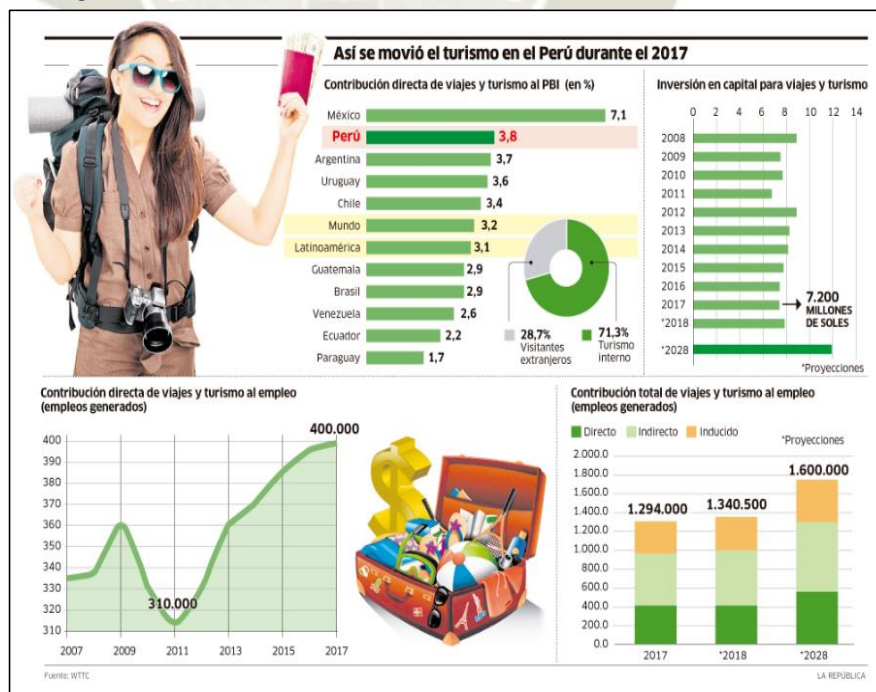 Así se movió el turismo en el Perú durante el 2017
Contribución directa de viajes y turismo al PBI (en %)
México 7,1
Perú 3,8
Argentina 3,7
Uruguay 3,6
Chile 3,4
Mundo 3,2
Latinoamérica 3,1
Guatemala 2,9
Brasil 2,9
Venezuela 2,6
Ecuador 2,2
Paraguay 1,7
28,7%
Visitantes
extranjeros
71,3%
Turismo
interno
Inversión en capital para viajes y turismo
0 2 4 6 8 10 12 14
2008
2009
2010
2011
2012
2013
2014
2015
2016
2017
7.200
MILLONES
DE SOLES
*2018
*2028
*Proyecciones
Contribución directa de viajes y turismo al empleo
(empleos generados)
400.000
400
390
380
370
360
340
330
320
310
310.000
2007 2009 2011 2013 2015 2017
Contribución total de viajes y turismo al empleo
(empleos generados)
Directo Indirecto Inducido
*Proyecciones
2.000.0
1.800.0
1.600.0
1.400.0
1.200.0
1.000.0
800.0
600.0
400.0
200.0
0.0
1.294.000
1.340.500
1.600.000
2017 *2018 *2028
Fuente: WTTC
LA REPÚBLICA